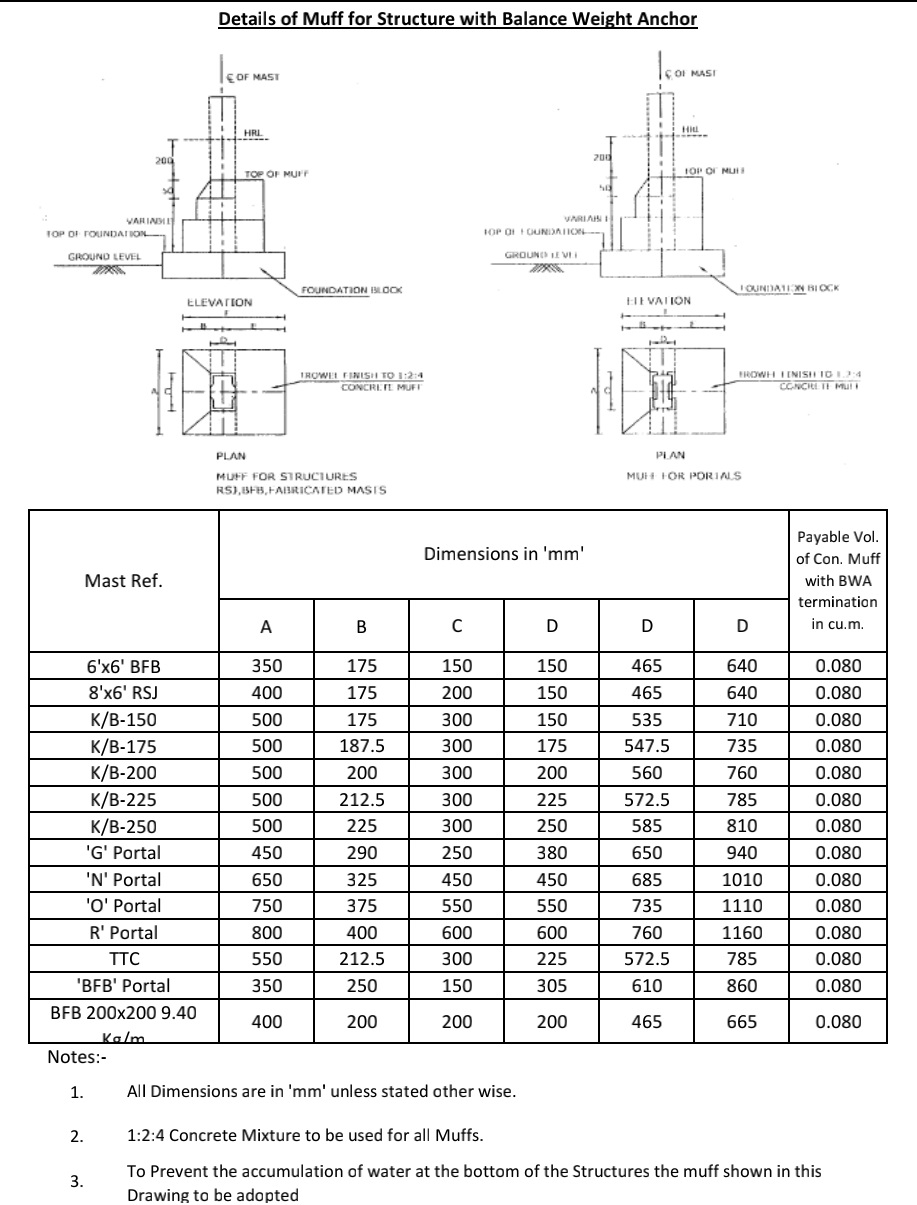 Details of Muff for Structure with Balance Weight Anchor
₵ OF MAST
HRL
200
TOP OF MUFF
50
VARIABLE
TOP OF FOUNDATION
GROUND LEVEL
FOUNDATION BLOCK
ELEVATION
F
B E
D
A C
TROWEL FINISH TO 1:2:4
CONCRETE MUFF
PLAN
MUFF FOR STRUCTURES
RSJ,BFB,FABRICATED MASTS
₵ OF MAST
HRL
200
TOP OF MUFF
50
VARIABLE
TOP OF FOUNDATION
GROUND LEVEL
FOUNDATION BLOCK
ELEVATION
B
D
A C
TROWEL FINISH TO 1:2:4
CONCRETE MUFF
PLAN
MUFF FOR PORTALS
Mast Ref. Dimensions in 'mm' Payable Vol.
of Con. Muff
with BWA
termination
in cu.m.
A B C D D D
6'x6' BFB 350 175 150 150 465 640 0.080
8'x6' RSJ 400 175 200 150 465 640 0.080
K/B-150 500 175 300 150 535 710 0.080
K/B-175 500 187.5 300 175 547.5 735 0.080
K/B-200 500 200 300 200 560 760 0.080
K/B-225 500 212.5 300 225 572.5 785 0.080
K/B-250 500 225 300 250 585 810 0.080
'G' Portal 450 290 250 380 650 940 0.080
'N' Portal 650 325 450 450 685 1010 0.080
'O' Portal 750 375 550 550 735 1110 0.080
R' Portal 800 400 600 600 760 1160 0.080
TTC 550 212.5 300 225 572.5 785 0.080
'BFB' Portal 350 250 150 305 610 860 0.080
BFB 200x200 9.40
Kg/m 400 200 200 200 465 665 0.080
Notes:-
1. All Dimensions are in 'mm' unless stated other wise.
2. 1:2:4 Concrete Mixture to be used for all Muffs.
3. To Prevent the accumulation of water at the bottom of the Structures the muff shown in this
Drawing to be adopted